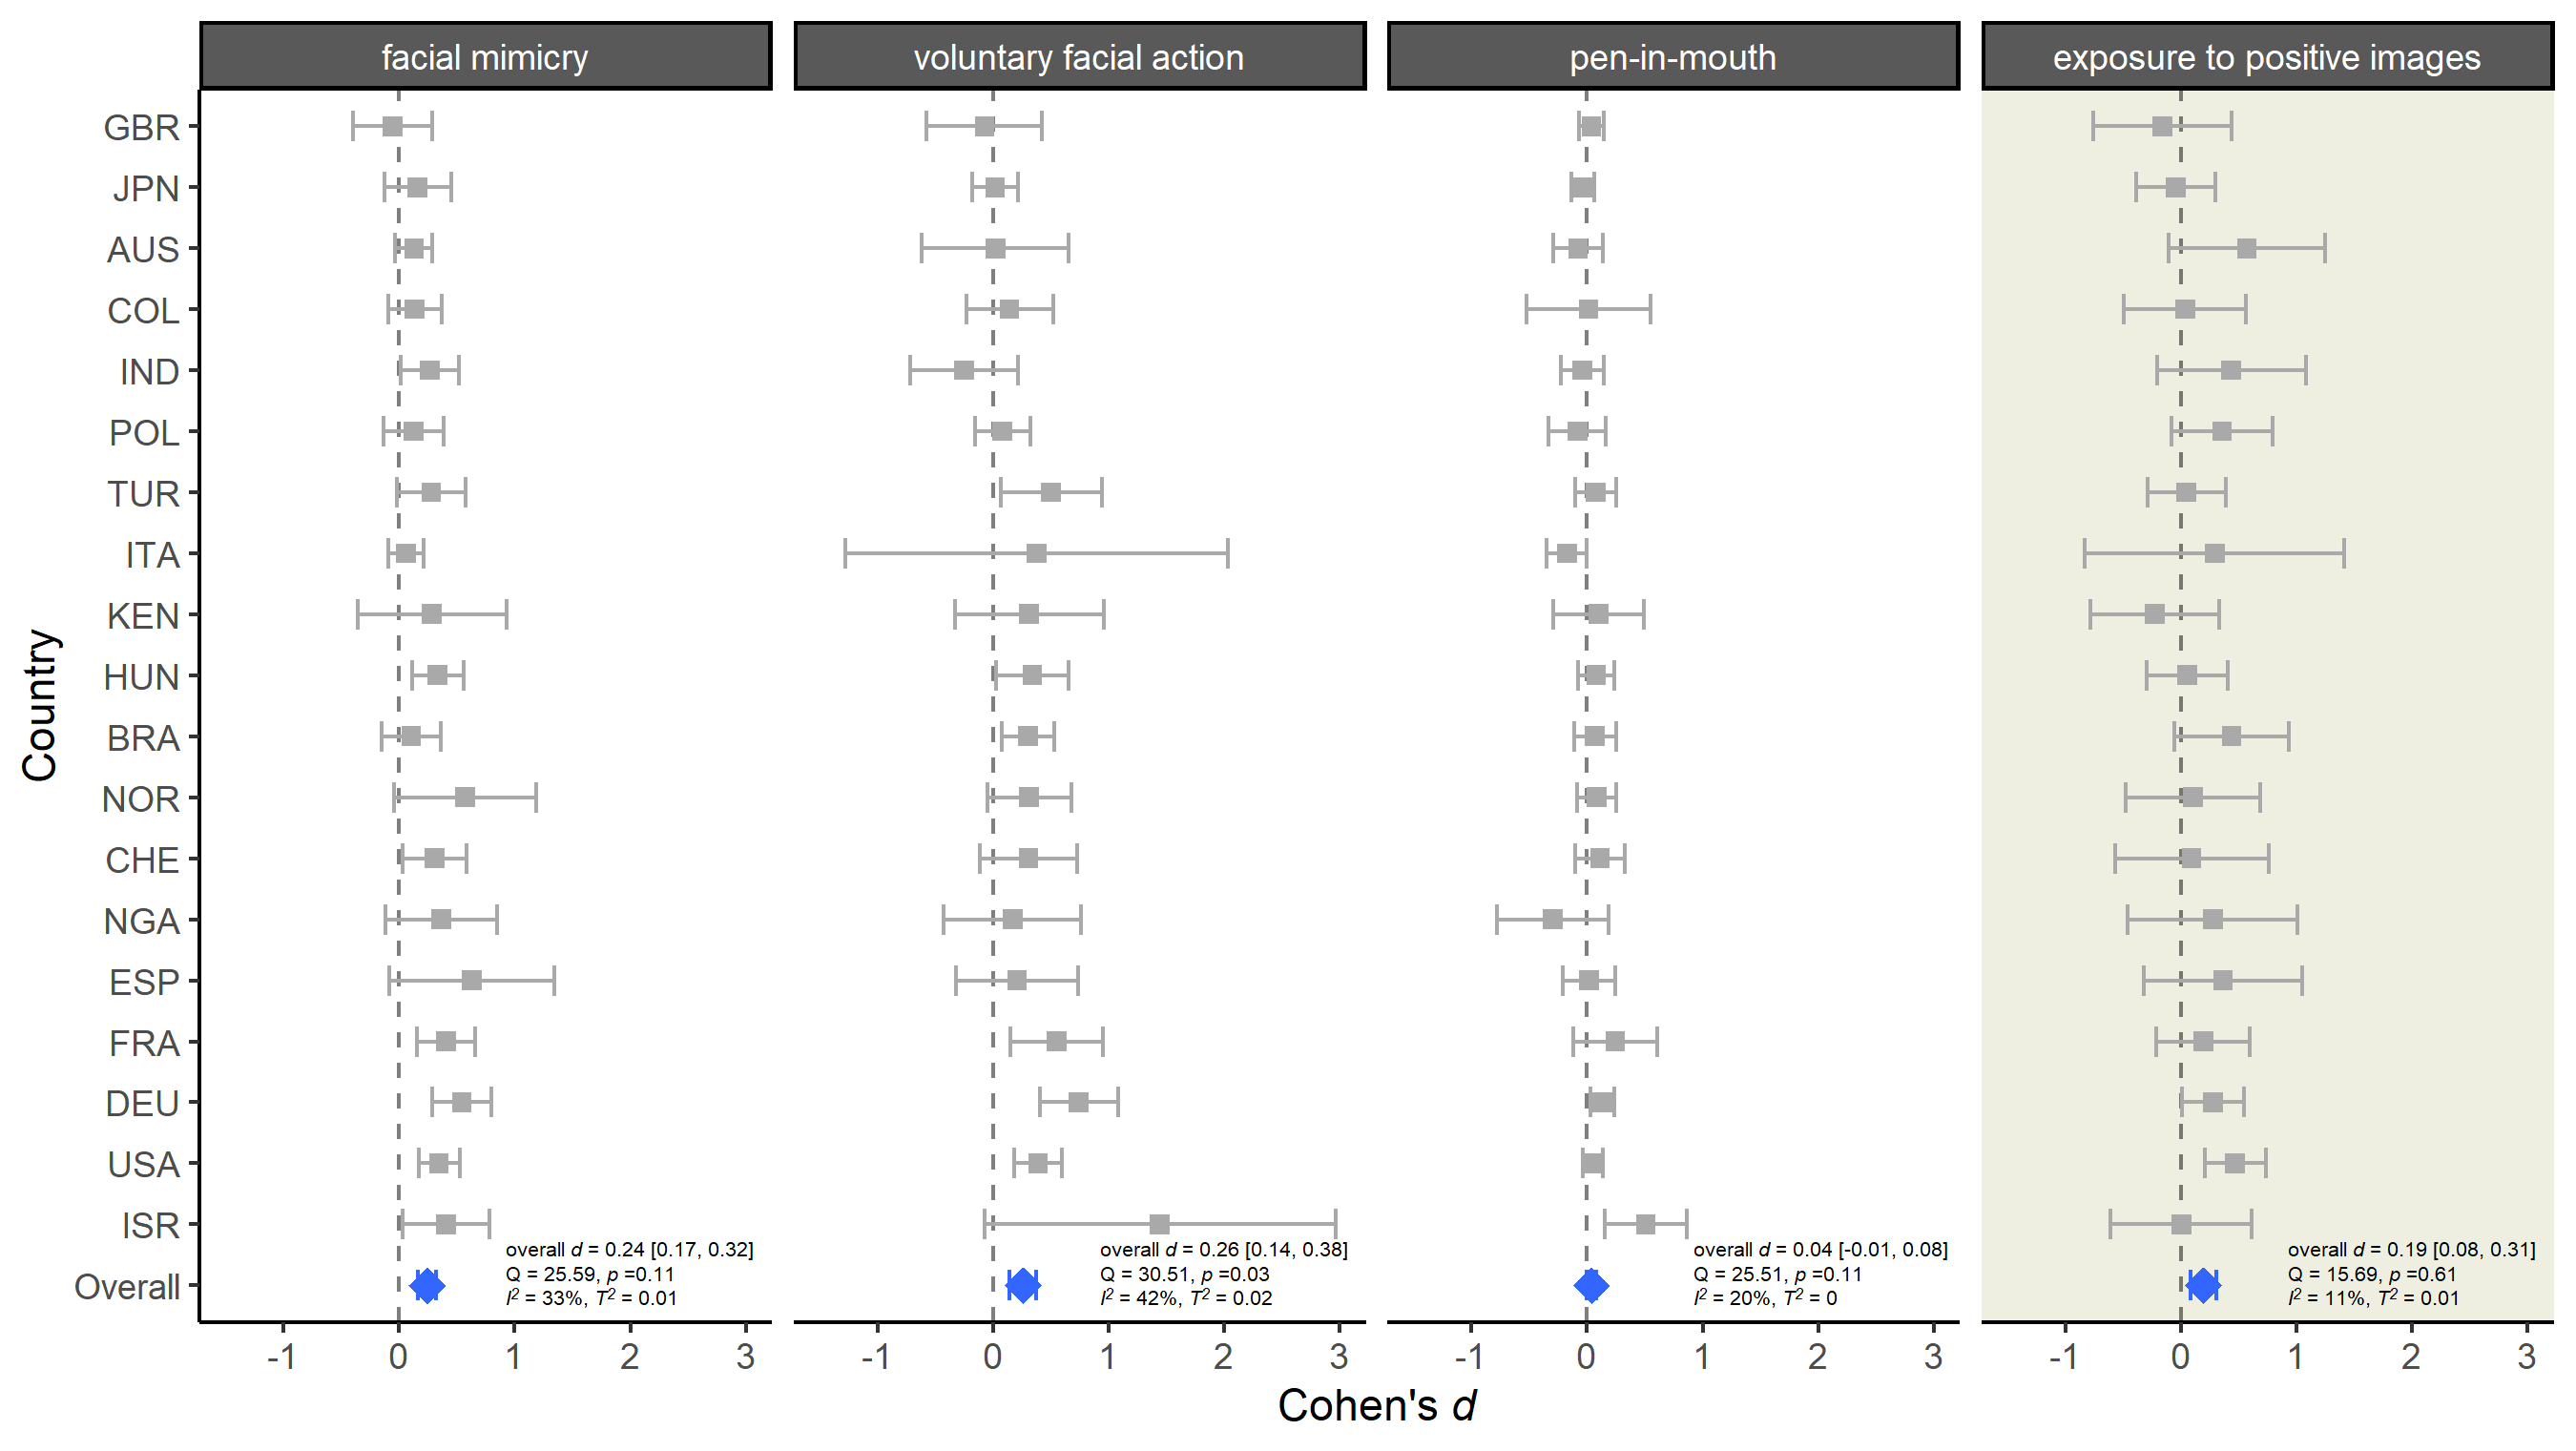 facial mimicry
voluntary facial action
pen-in-mouth
exposure to positive images
Country
GBR
JPN
AUS
COL
IND
POL
TUR
ITA
KEN
HUN
BRA
NOR
CHE
NGA
ESP
FRA
DEU
USA
ISR
Overall
overall d = 0.24 [0.17, 0.32]
Q = 25.59, p =0.11
I² = 33%, T² = 0.01
overall d = 0.26 [0.14, 0.38]
Q = 30.51, p =0.03
I² = 42%, T² = 0.02
overall d = 0.04 [-0.01, 0.08]
Q = 25.51, p =0.11
I² = 20%, T² = 0
overall d = 0.19 [0.08, 0.31]
Q = 15.69, p =0.61
I² = 11%, T² = 0.01
-1 0 1 2 3
-1 0 1 2 3
-1 0 1 2 3
-1 0 1 2 3
Cohen's d